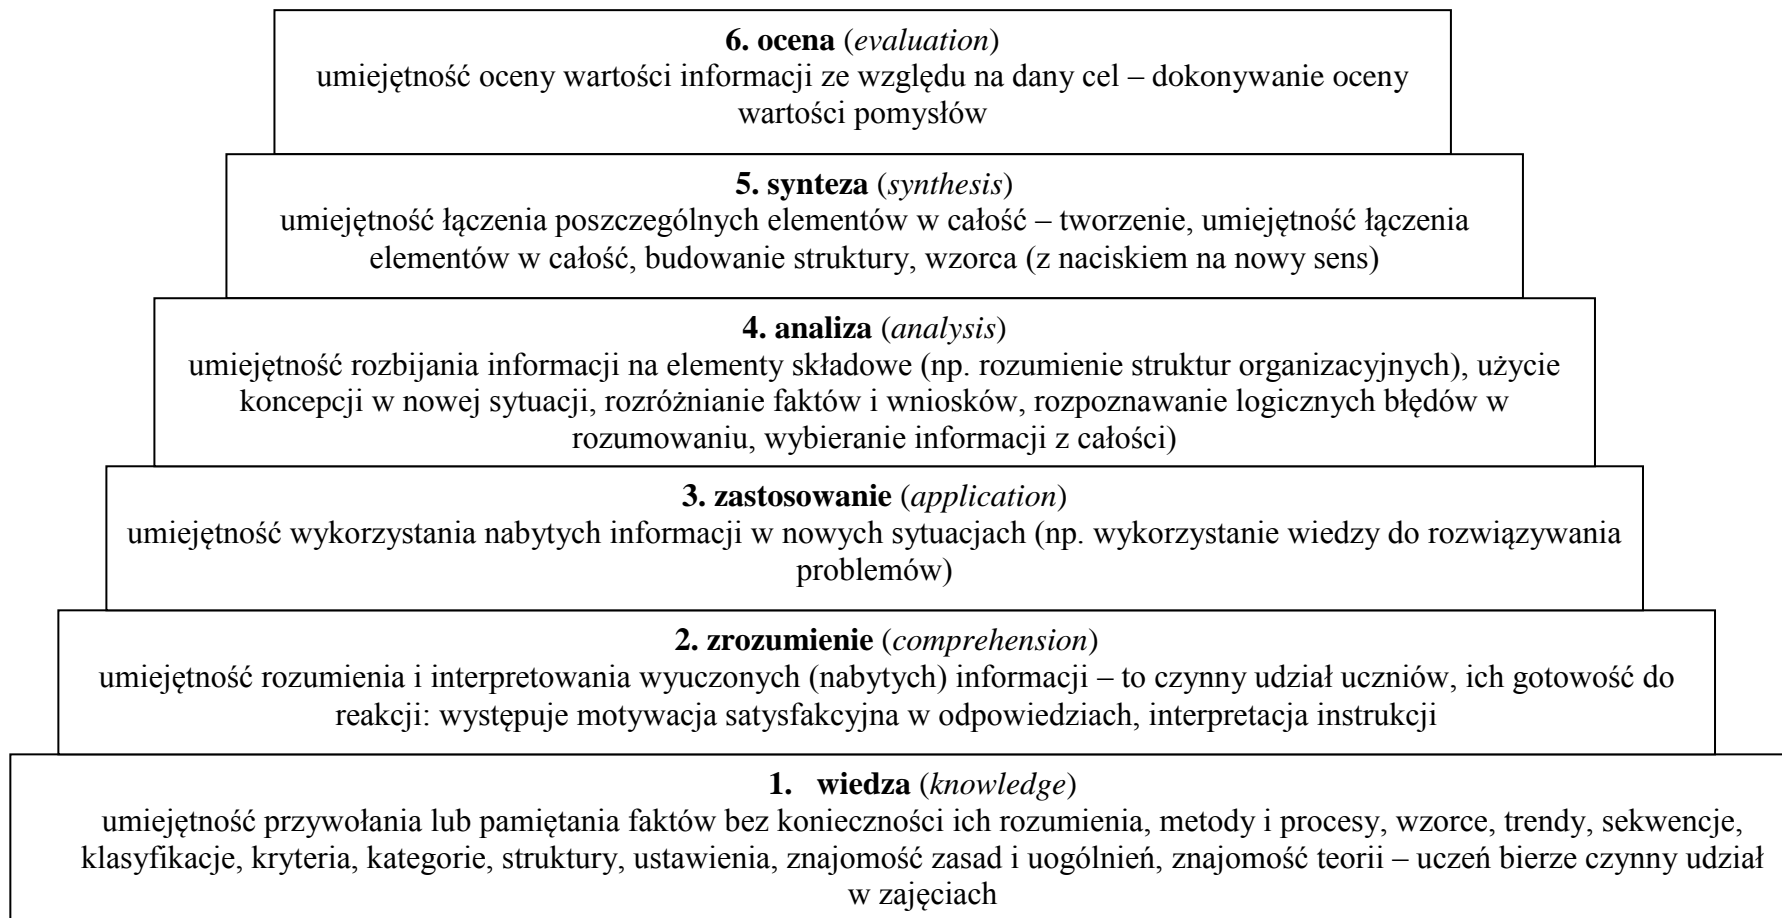 6. ocena (evaluation)
umiejętność oceny wartości informacji ze względu na dany cel – dokonywanie oceny
wartości pomysłów
5. synteza (synthesis)
umiejętność łączenia poszczególnych elementów w całość – tworzenie, umiejętność łączenia
elementów w całość, budowanie struktury, wzorca (z naciskiem na nowy sens)
4. analiza (analysis)
umiejętność rozbijania informacji na elementy składowe (np. rozumienie struktur organizacyjnych), użycie
koncepcji w nowej sytuacji, rozróżnianie faktów i wniosków, rozpoznawanie logicznych błędów w
rozumowaniu, wybieranie informacji z całości)
3. zastosowanie (application)
umiejętność wykorzystania nabytych informacji w nowych sytuacjach (np. wykorzystanie wiedzy do rozwiązywania
problemów)
2. zrozumienie (comprehension)
umiejętność rozumienia i interpretowania wyuczonych (nabytych) informacji – to czynny udział uczniów, ich gotowość do
reakcji: występuje motywacja satysfakcyjna w odpowiedziach, interpretacja instrukcji
1. wiedza (knowledge)
umiejętność przywołania lub pamiętania faktów bez konieczności ich rozumienia, metody i procesy, wzorce, trendy, sekwencje,
klasyfikacje, kryteria, kategorie, struktury, ustawienia, znajomość zasad i uogólnień, znajomość teorii – uczeń bierze czynny udział
w zajęciach